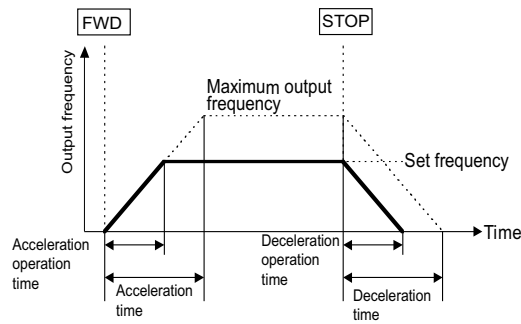 FWD
STOP
Output frequency
Maximum output
frequency
Set frequency
Time
Acceleration
operation
time
Deceleration
operation
time
Acceleration
time
Deceleration
time